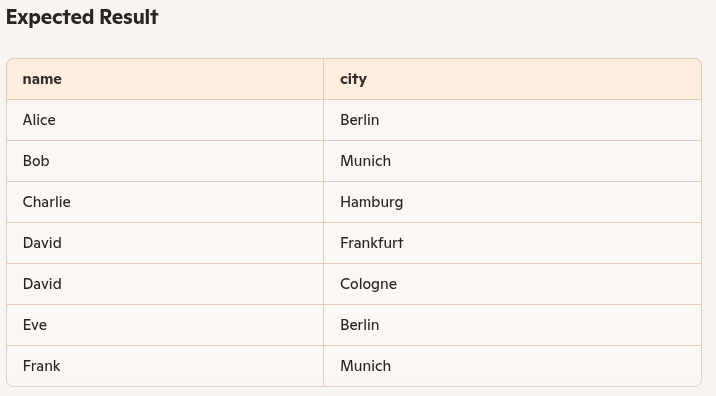 Expected Result
name city
Alice Berlin
Bob Munich
Charlie Hamburg
David Frankfurt
David Cologne
Eve Berlin
Frank Munich